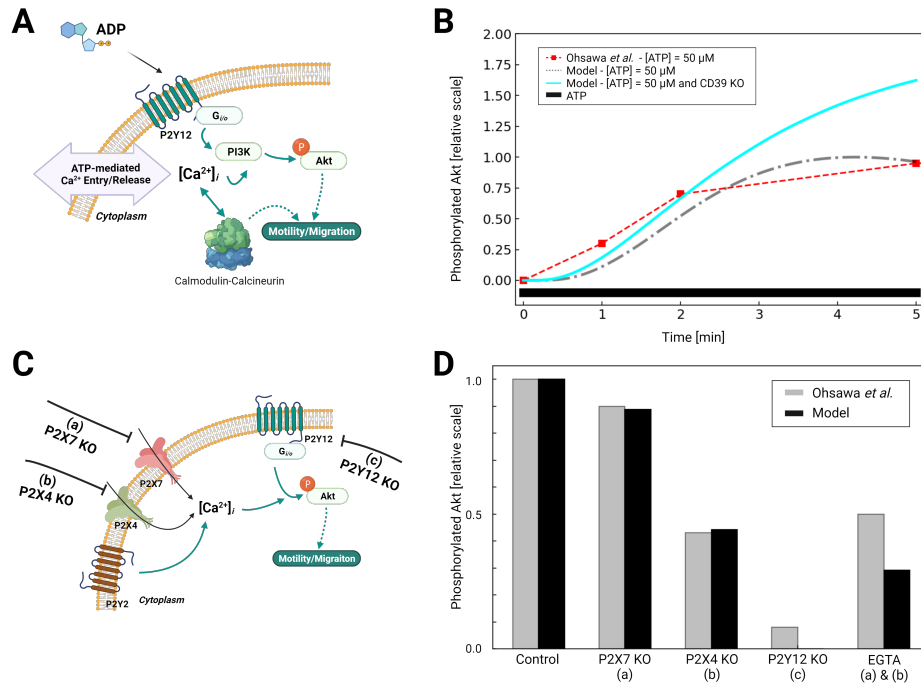 A
ADP
P P
P2Y12
Gi/o
PI3K
P
Akt
ATP-mediated
Ca2+ Entry/Release
[Ca2+]i
Cytoplasm
Motility/Migration
Calmodulin-Calcineurin
B
Phosphorylated Akt [relative scale]
2.00
1.75
1.50
1.25
1.00
0.75
0.50
0.25
0.00
Ohsawa et al. - [ATP] = 50 μM
Model - [ATP] = 50 μM
Model - [ATP] = 50 μM and CD39 KO
ATP
0 1 2 3 4 5
Time [min]
C
(a)
P2X7 KO
(b)
P2X4 KO
P2X7
P2X4
P2Y2
Cytoplasm
[Ca2+]i
P2Y12
Gi/o
(c)
P2Y12 KO
P
Akt
Motility/Migraiton
D
Phosphorylated Akt [relative scale]
1.0
0.5
0.0
Ohsawa et al.
Model
Control P2X7 KO P2X4 KO P2Y12 KO EGTA
(a) (b) (c) (a) & (b)